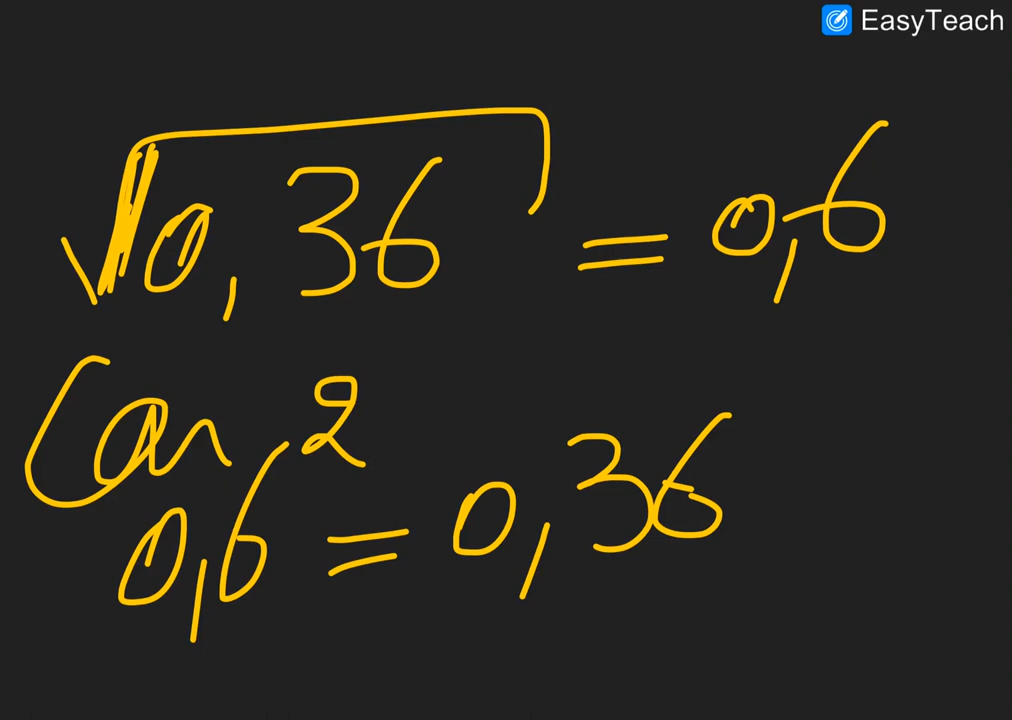 EasyTeach
√0,36 = 0,6
Car
0,6² = 0,36